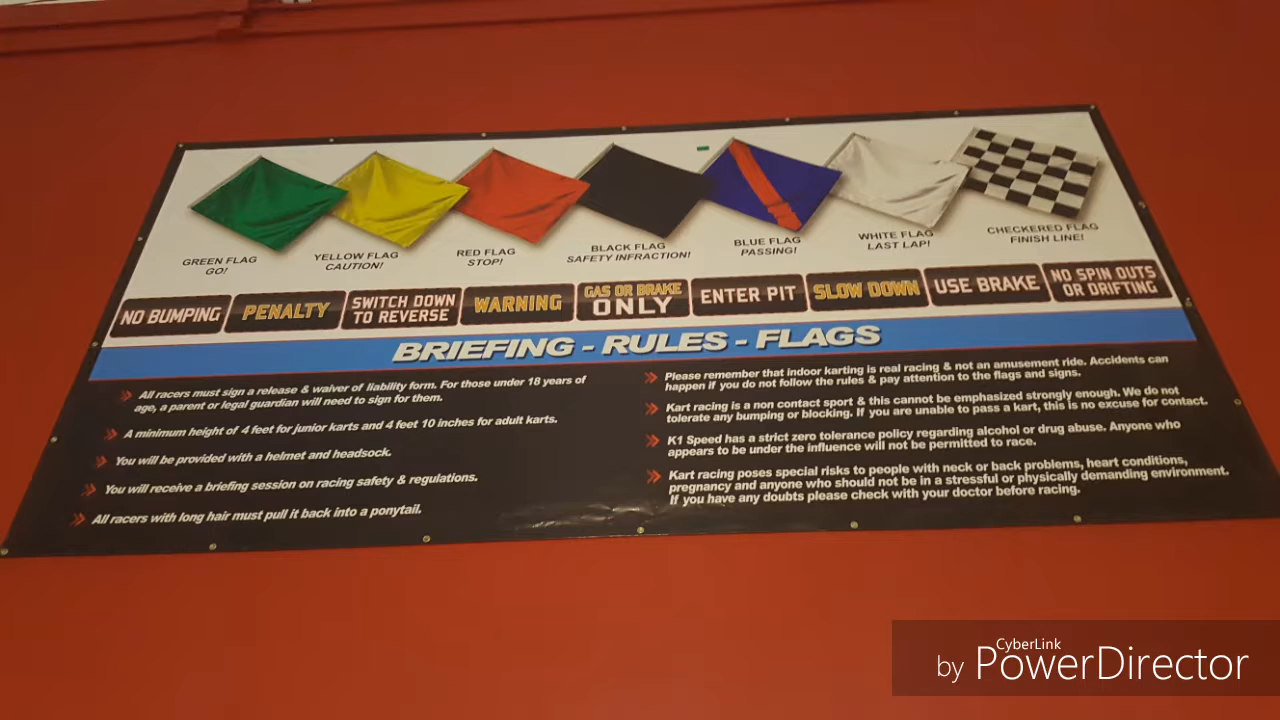 GREEN FLAG
GO!
YELLOW FLAG
CAUTION!
RED FLAG
STOP!
BLACK FLAG
SAFETY INFRACTION!
BLUE FLAG
PASSING!
WHITE FLAG
LAST LAP!
CHECKERED FLAG
FINISH LINE!
NO BUMPING
PENALTY
SWITCH DOWN
TO REVERSE
WARNING
GAS OR BRAKE
ONLY
ENTER PIT
SLOW DOWN
USE BRAKE
NO SPIN OUTS
OR DRIFTING
BRIEFING - RULES - FLAGS
All racers must sign a release & waiver of liability form. For those under 18 years of
age, a parent or legal guardian will need to sign for them.
A minimum height of 4 feet for junior karts and 4 feet 10 inches for adult karts.
You will be provided with a helmet and headsock.
You will receive a briefing session on racing safety & regulations.
All racers with long hair must pull it back into a ponytail.
Please remember that indoor karting is real racing & not an amusement ride. Accidents can
happen if you do not follow the rules & pay attention to the flags and signs.
Kart racing is a non contact sport & this cannot be emphasized strongly enough. We do not
tolerate any bumping or blocking. If you are unable to pass a kart, this is no excuse for contact.
K1 Speed has a strict zero tolerance policy regarding alcohol or drug abuse. Anyone who
appears to be under the influence will not be permitted to race.
Kart racing poses special risks to people with neck or back problems, heart conditions,
pregnancy and anyone who should not be in a stressful or physically demanding environment.
If you have any doubts please check with your doctor before racing.
CyberLink
by PowerDirector